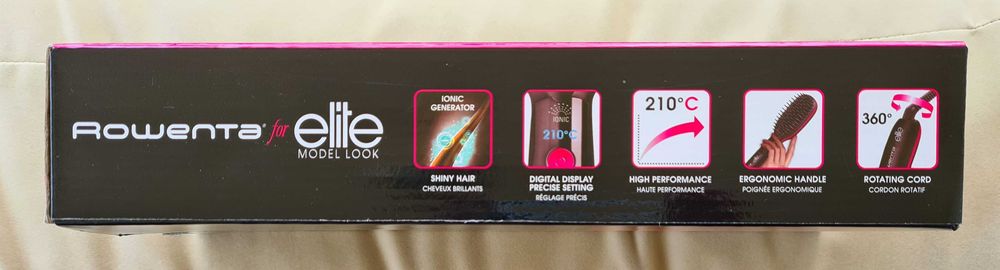 Rowenta® for elite
MODEL LOOK
IONIC
GENERATOR
SHINY HAIR
CHEVEUX BRILLANTS
IONIC
210°C
DIGITAL DISPLAY
PRECISE SETTING
RÉGLAGE PRÉCIS
210°C
HIGH PERFORMANCE
HAUTE PERFORMANCE
ERGONOMIC HANDLE
POIGNÉE ERGONOMIQUE
360°
elite
ROTATING CORD
CORDON ROTATIF